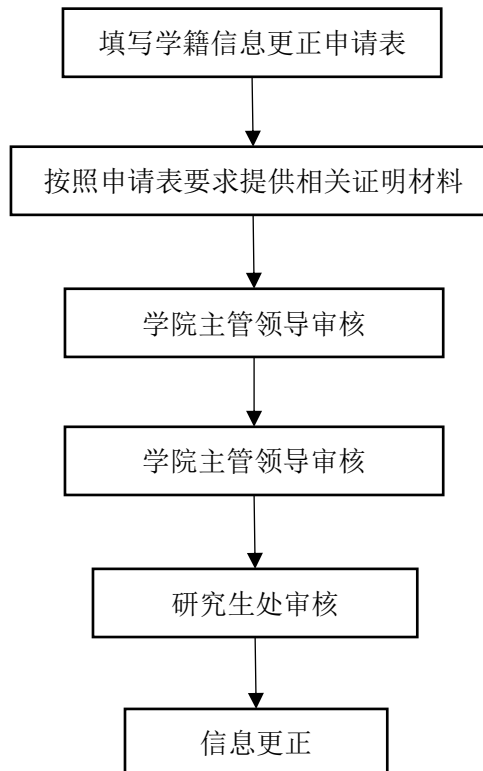 填写学籍信息更正申请表
按照申请表要求提供相关证明材料
学院主管领导审核
学院主管领导审核
研究生处审核
信息更正